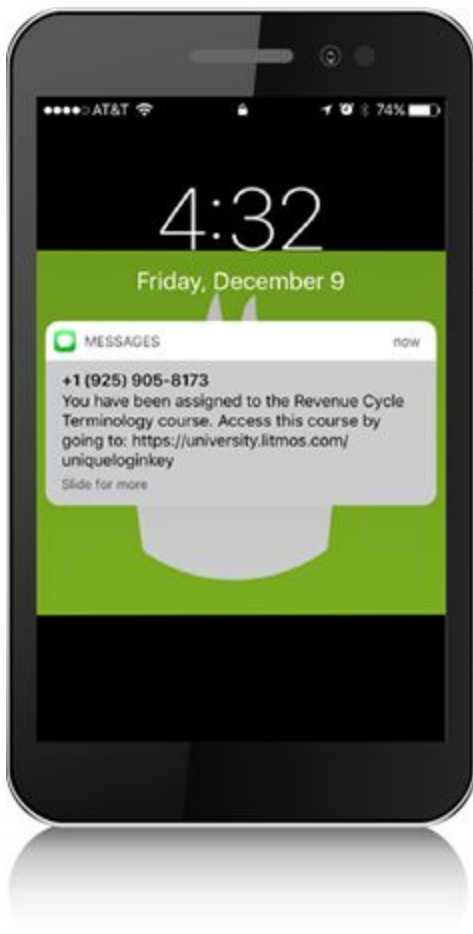 AT&T 74%
4:32
Friday, December 9
MESSAGES now
+1 (925) 905-8173
You have been assigned to the Revenue Cycle
Terminology course. Access this course by
going to: https://university.litmos.com/
uniqueloginkey
Slide for more